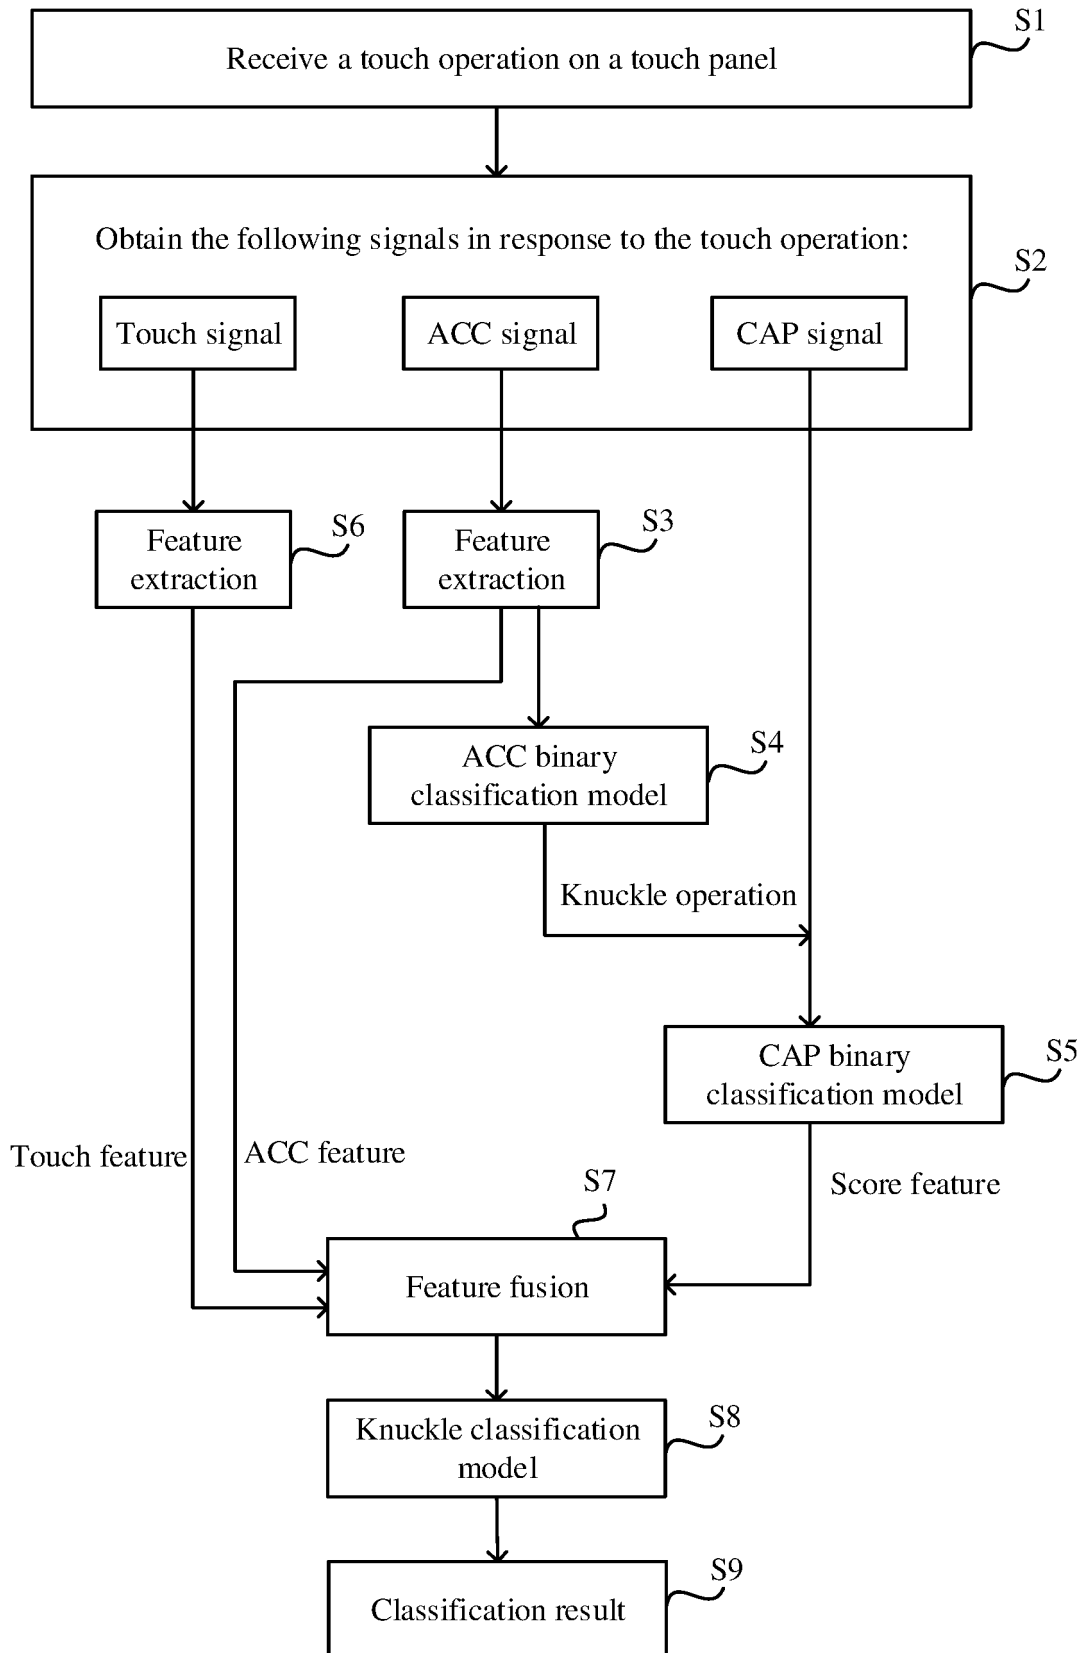 S1
Receive a touch operation on a touch panel
Obtain the following signals in response to the touch operation:
S2
Touch signal
ACC signal
CAP signal
S6
Feature
extraction
S3
Feature
extraction
S4
ACC binary
classification model
Knuckle operation
CAP binary
classification model
S5
Touch feature
ACC feature
Score feature
S7
Feature fusion
Knuckle classification
model
S8
S9
Classification result